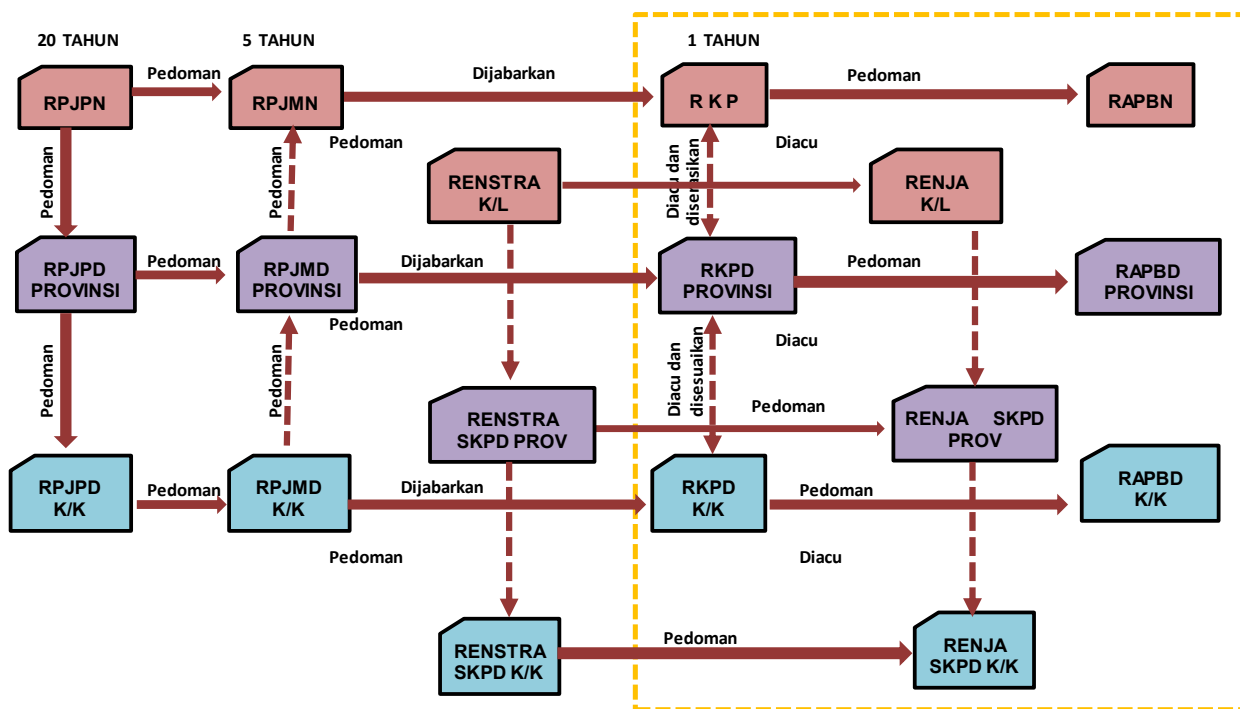 20 TAHUN
5 TAHUN
1 TAHUN
RPJPN
Pedoman
RPJMN
Dijabarkan
R K P
Pedoman
RAPBN
Pedoman
Pedoman
Pedoman
Diacu dan
diserasikan
Diacu
RENSTRA
K/L
RENJA
K/L
RPJPD
PROVINSI
Pedoman
RPJMD
PROVINSI
Dijabarkan
RKPD
PROVINSI
Pedoman
RAPBD
PROVINSI
Pedoman
Pedoman
Pedoman
Diacu dan
disesuaikan
Diacu
RENSTRA
SKPD PROV
Pedoman
RENJA SKPD
PROV
RPJPD
K/K
Pedoman
RPJMD
K/K
Dijabarkan
RKPD
K/K
Pedoman
RAPBD
K/K
Pedoman
Diacu
RENSTRA
SKPD K/K
Pedoman
RENJA
SKPD K/K